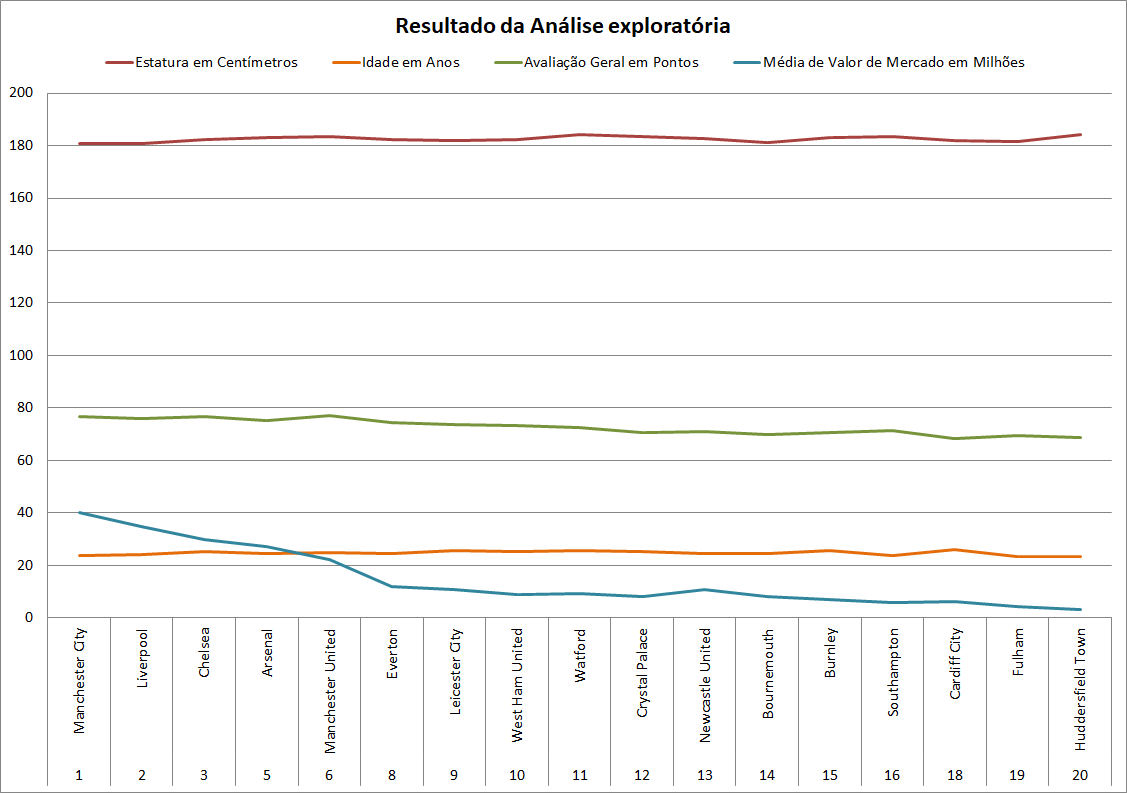 Resultado da Análise exploratória
Estatura em Centímetros Idade em Anos Avaliação Geral em Pontos Média de Valor de Mercado em Milhões
200
180
160
140
120
100
80
60
40
20
0
Manchester City
Liverpool
Chelsea
Arsenal
Manchester United
Everton
Leicester City
West Ham United
Watford
Crystal Palace
Newcastle United
Bournemouth
Burnley
Southampton
Cardiff City
Fulham
Huddersfield Town
1 2 3 5 6 8 9 10 11 12 13 14 15 16 18 19 20